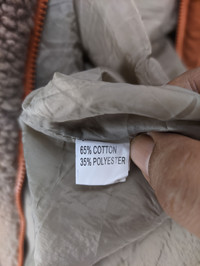 65% COTTON
35% POLYESTER